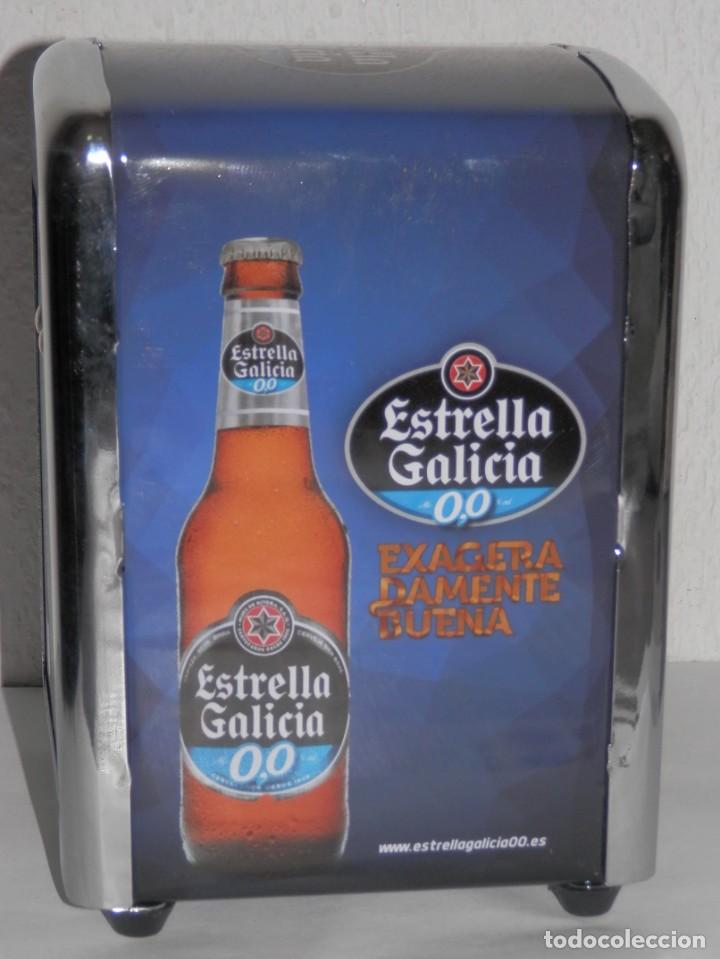 Estrella
Galicia
0,0
Estrella
Galicia
0,0
EXAGERA
DAMENTE
BUENA
Estrella
Galicia
0,0
www.estrellagalicia00.es
todocoleccion.net